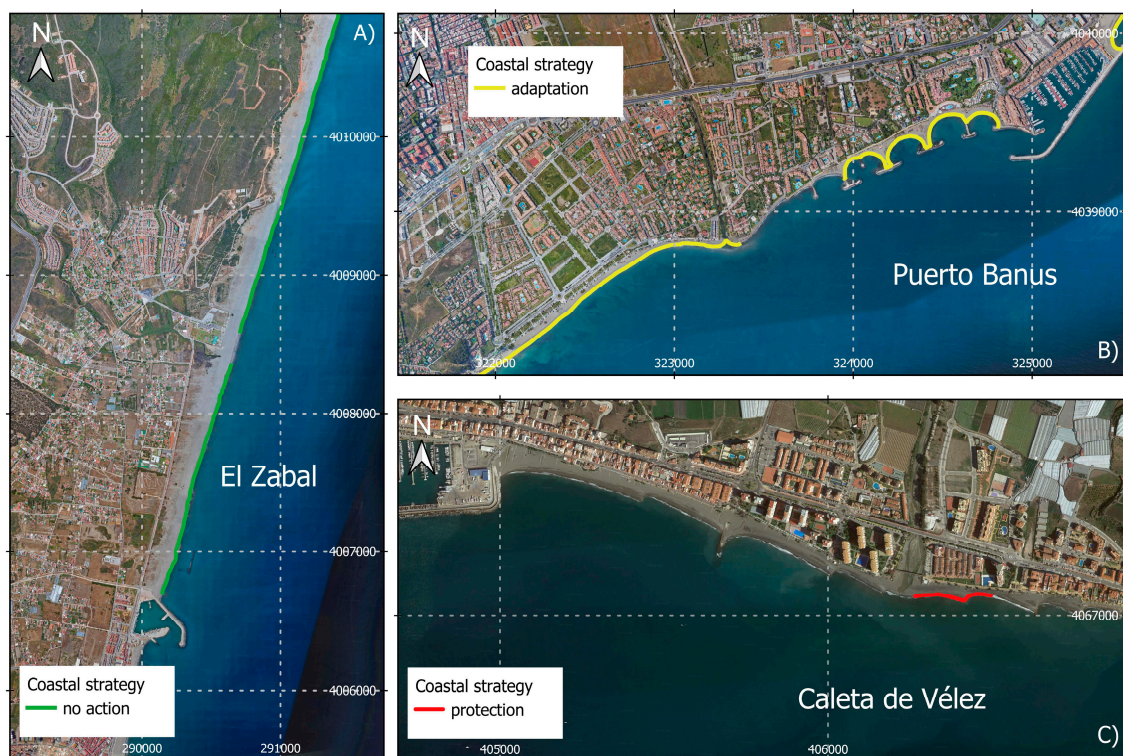 A)
N
4010000
4009000
4008000
El Zabal
4007000
4006000
Coastal strategy
no action
290000
291000
N
Coastal strategy
adaptation
4040000
4039000
Puerto Banus
B)
322000
323000
324000
325000
N
4067000
Coastal strategy
protection
Caleta de Vélez
C)
405000
406000